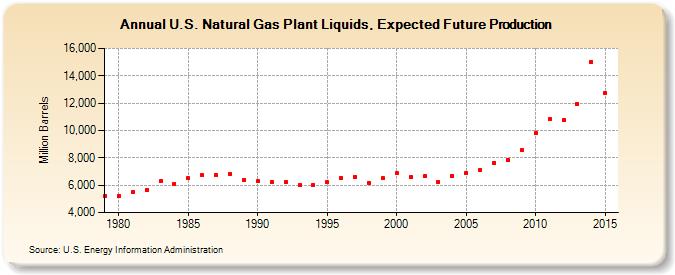 Annual U.S. Natural Gas Plant Liquids, Expected Future Production
Million Barrels
16,000
14,000
12,000
10,000
8,000
6,000
4,000
1980 1985 1990 1995 2000 2005 2010 2015
Source: U.S. Energy Information Administration